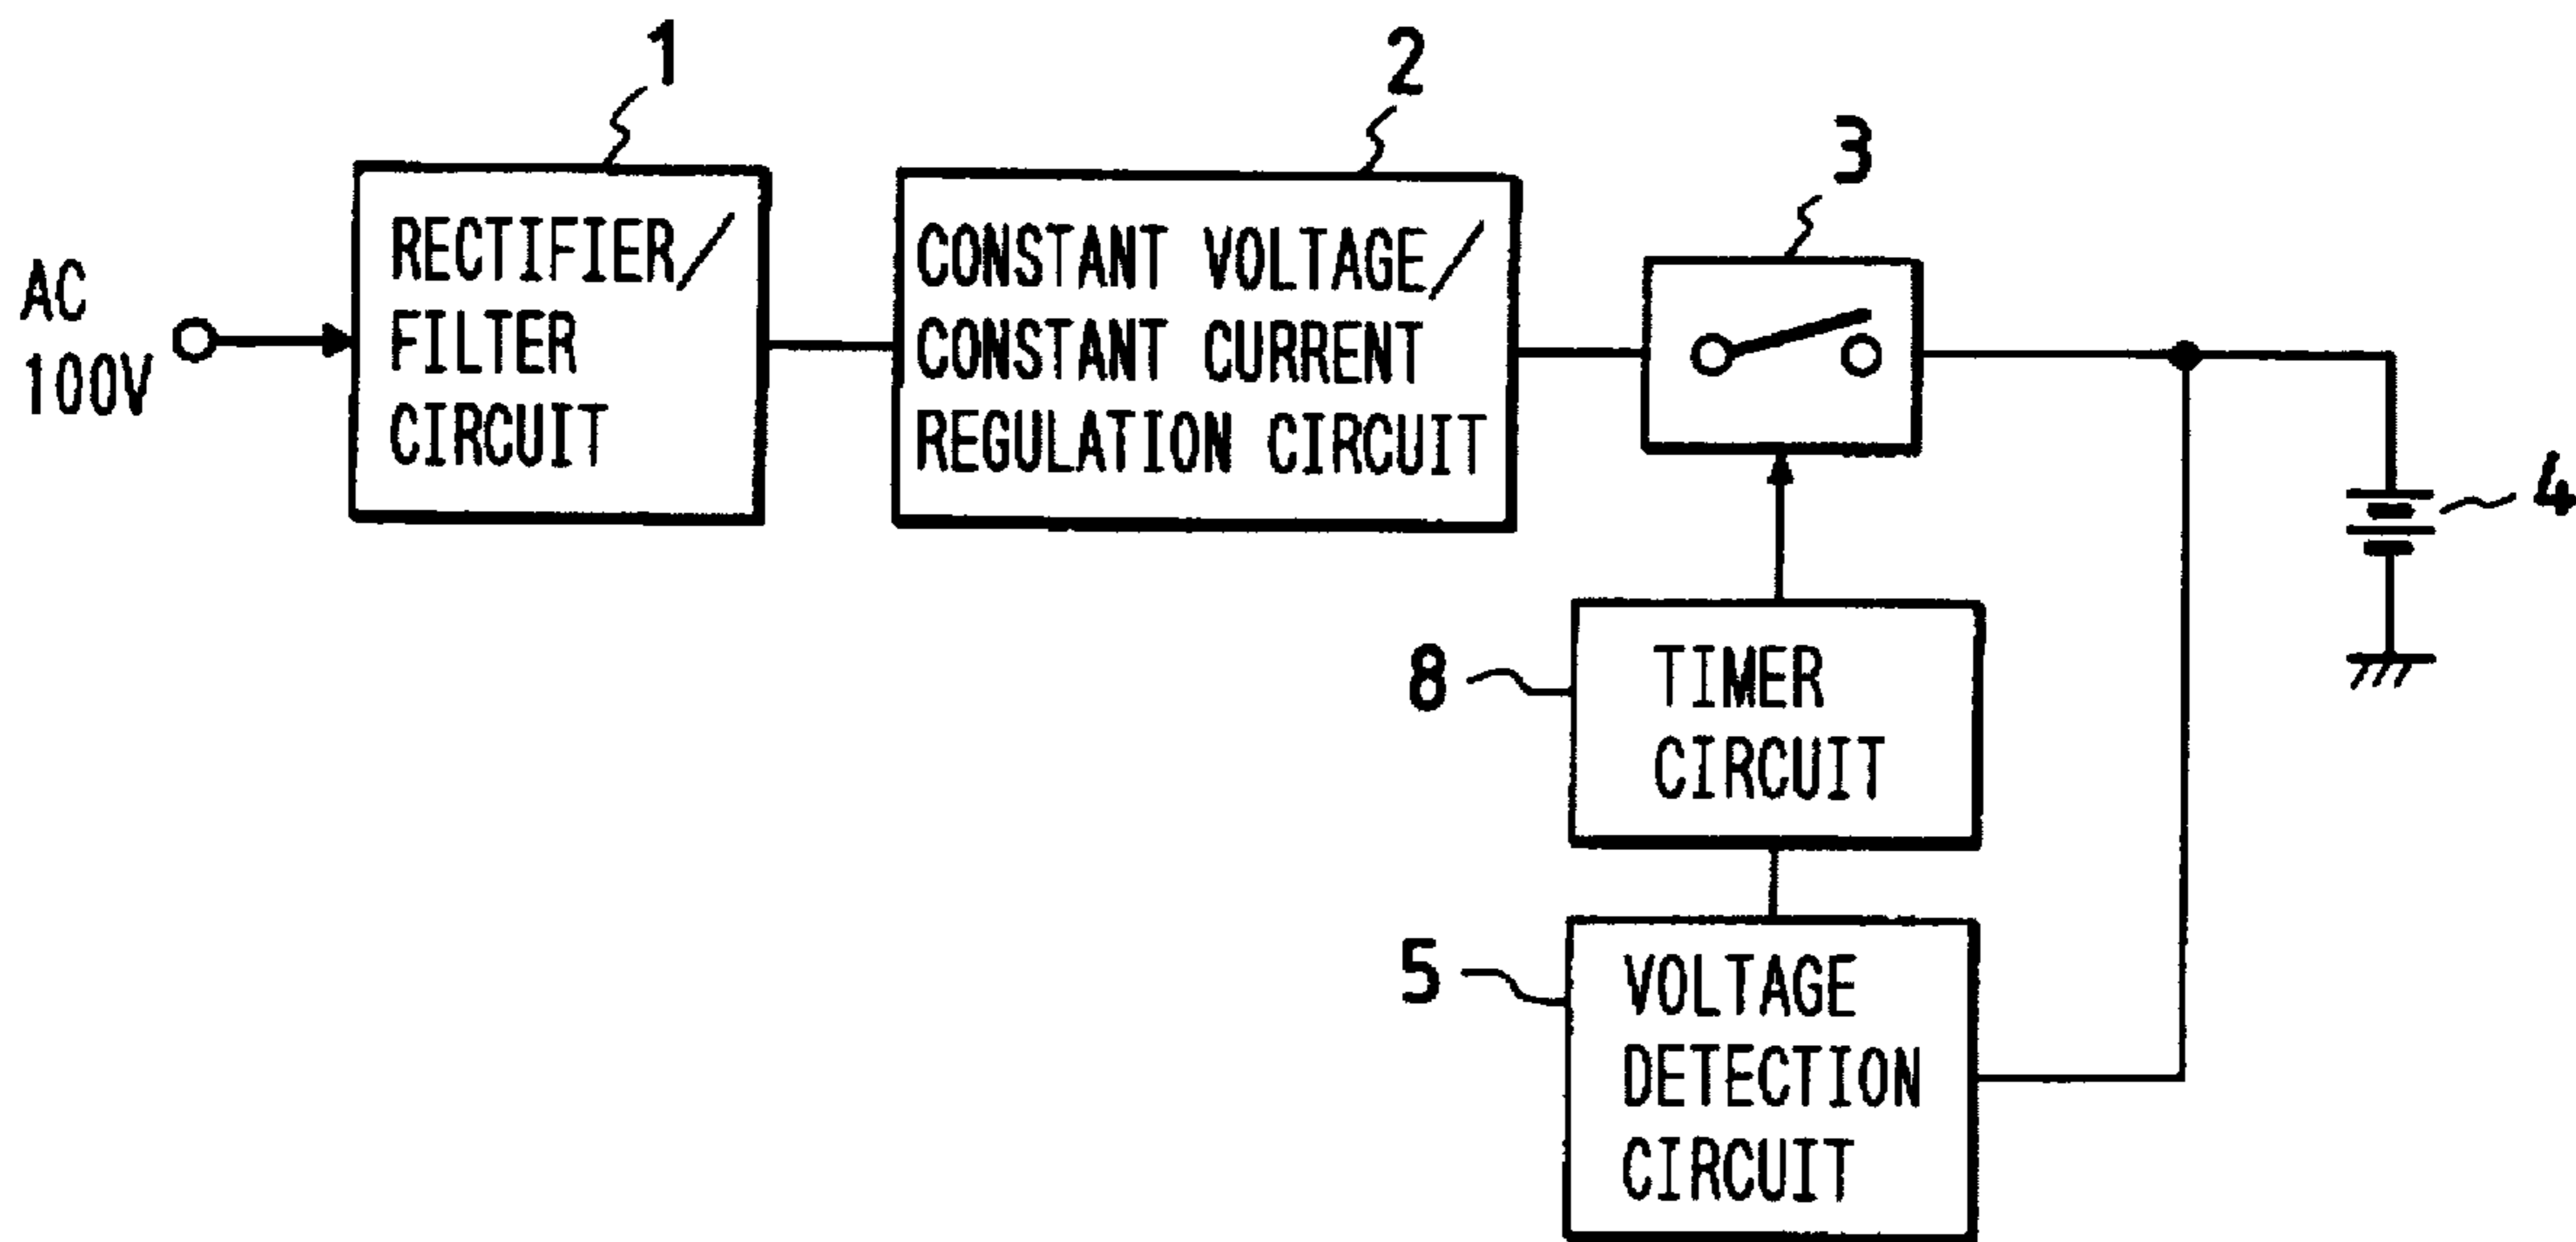 1
2
3
AC
100V
RECTIFIER/
FILTER
CIRCUIT
CONSTANT VOLTAGE/
CONSTANT CURRENT
REGULATION CIRCUIT
4
8
TIMER
CIRCUIT
5
VOLTAGE
DETECTION
CIRCUIT